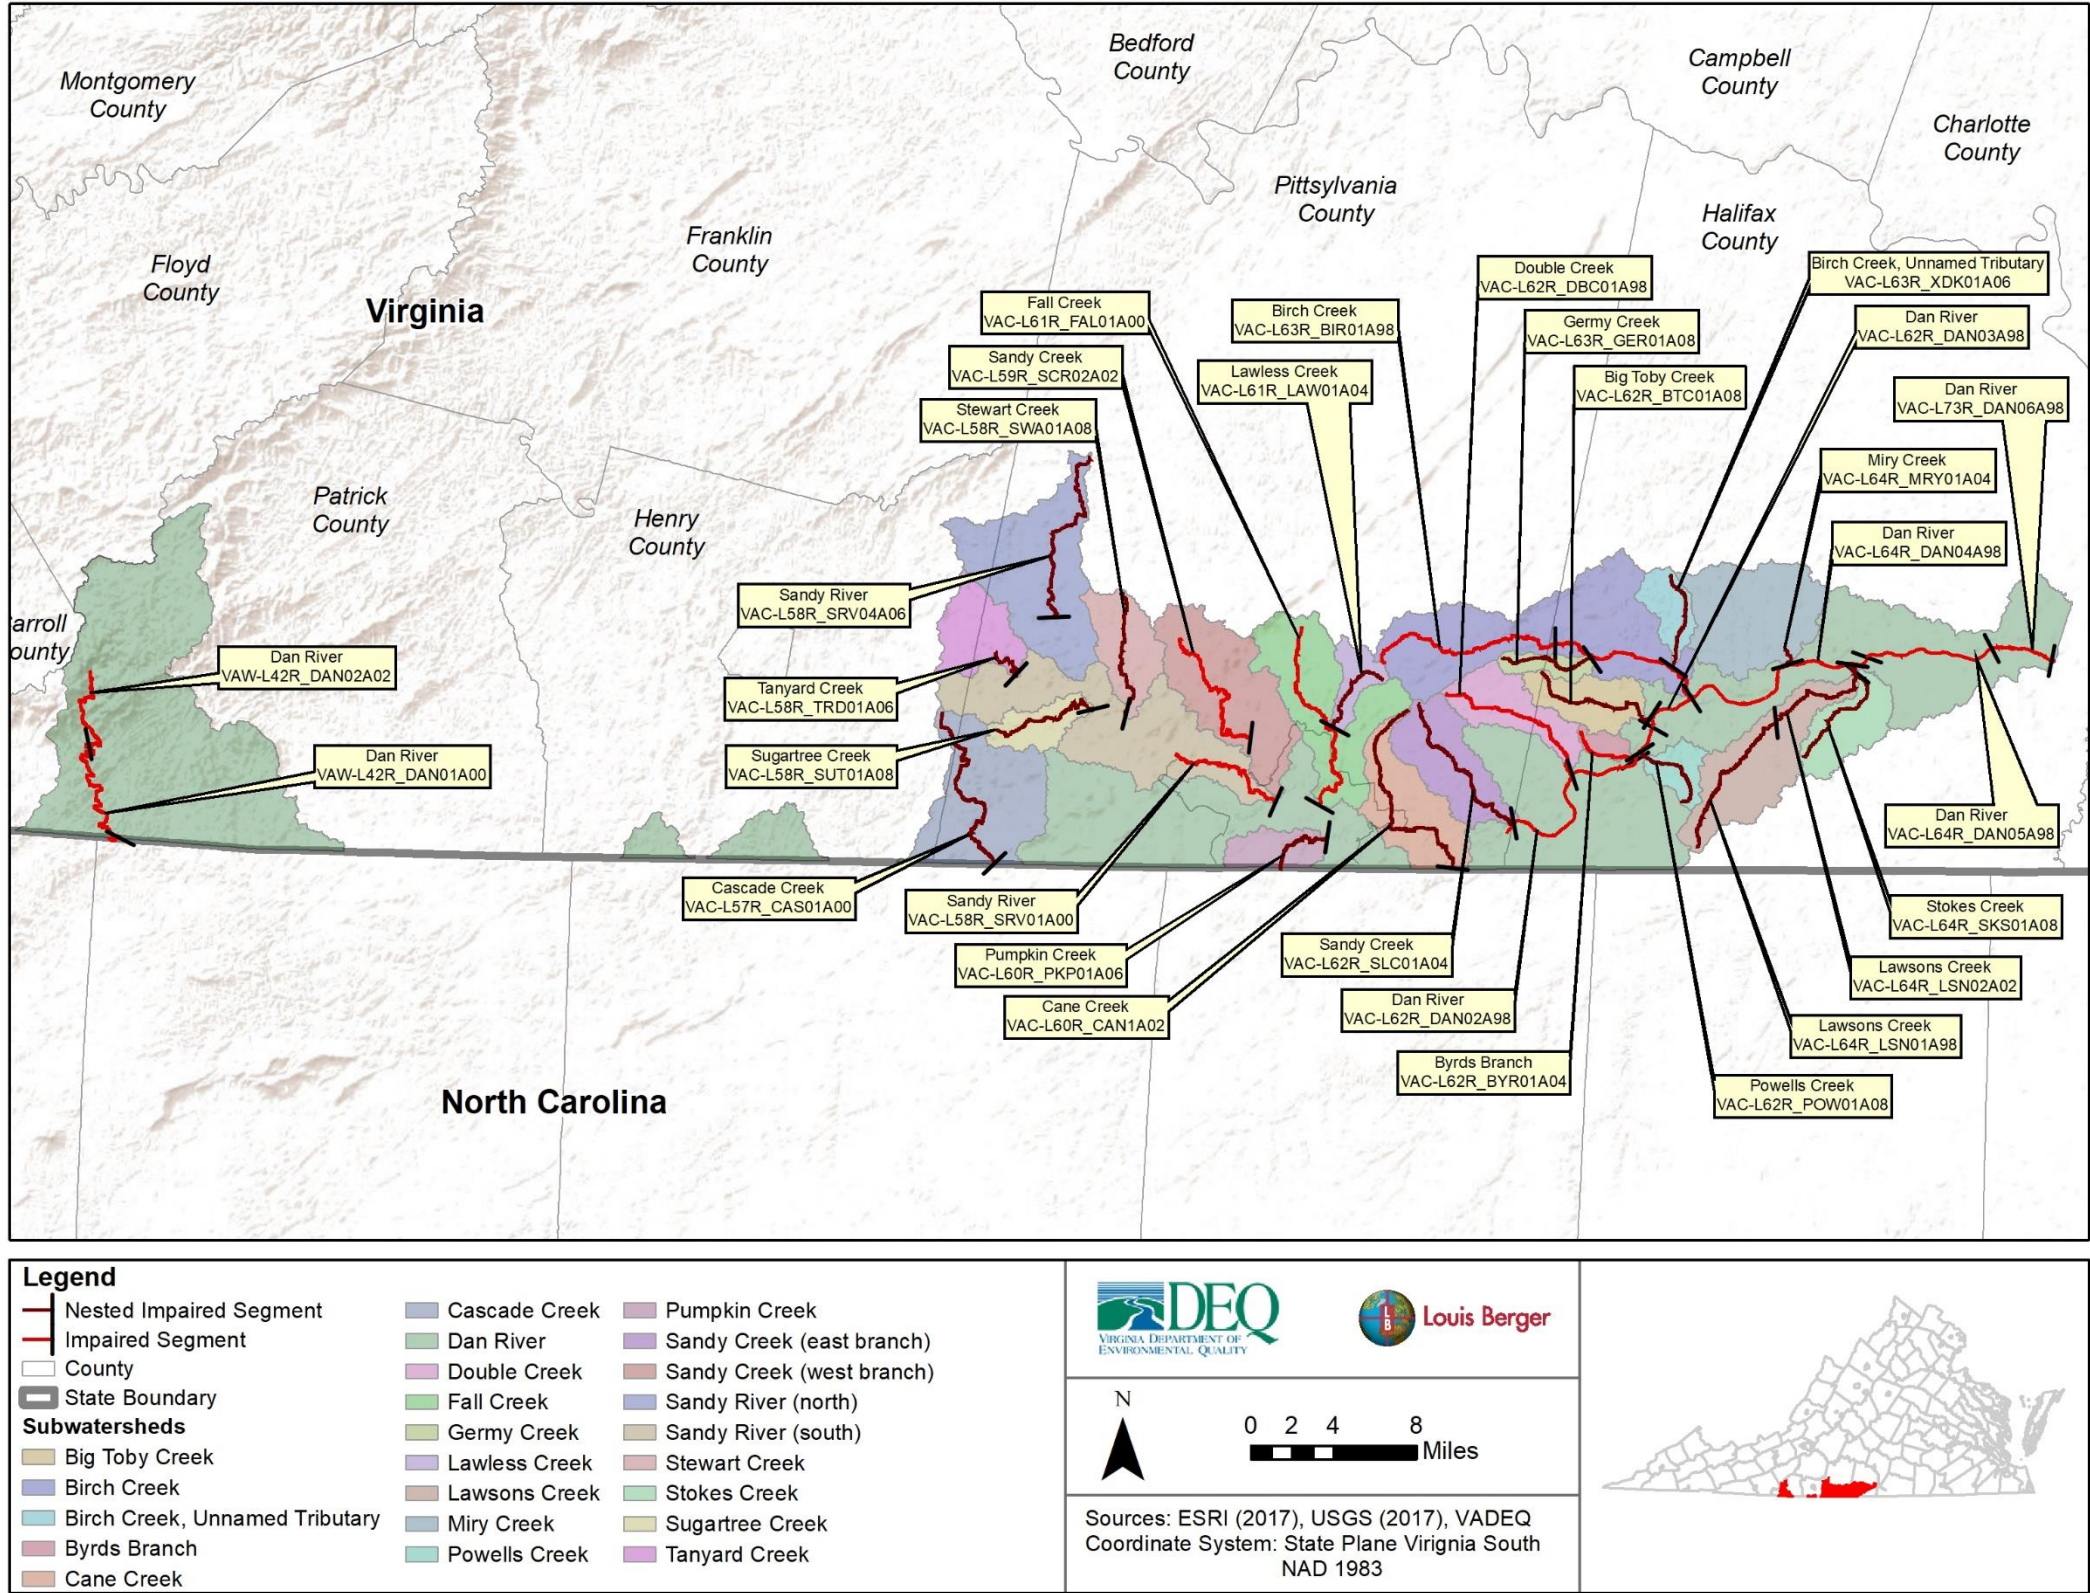 Montgomery
County
Bedford
County
Campbell
County
Charlotte
County
Pittsylvania
County
Halifax
County
Floyd
County
Franklin
County
Virginia
Patrick
County
Henry
County
arroll
ounty
North Carolina
Fall Creek
VAC-L61R_FAL01A00
Birch Creek
VAC-L63R_BIR01A98
Double Creek
VAC-L62R_DBC01A98
Birch Creek, Unnamed Tributary
VAC-L63R_XDK01A06
Germy Creek
VAC-L63R_GER01A08
Dan River
VAC-L62R_DAN03A98
Sandy Creek
VAC-L59R_SCR02A02
Lawless Creek
VAC-L61R_LAW01A04
Big Toby Creek
VAC-L62R_BTC01A08
Dan River
VAC-L73R_DAN06A98
Stewart Creek
VAC-L58R_SWA01A08
Miry Creek
VAC-L64R_MRY01A04
Dan River
VAC-L64R_DAN04A98
Sandy River
VAC-L58R_SRV04A06
Dan River
VAW-L42R_DAN02A02
Tanyard Creek
VAC-L58R_TRD01A06
Dan River
VAW-L42R_DAN01A00
Sugartree Creek
VAC-L58R_SUT01A08
Dan River
VAC-L64R_DAN05A98
Cascade Creek
VAC-L57R_CAS01A00
Sandy River
VAC-L58R_SRV01A00
Stokes Creek
VAC-L64R_SKS01A08
Pumpkin Creek
VAC-L60R_PKP01A06
Sandy Creek
VAC-L62R_SLC01A04
Lawsons Creek
VAC-L64R_LSN02A02
Cane Creek
VAC-L60R_CAN1A02
Dan River
VAC-L62R_DAN02A98
Lawsons Creek
VAC-L64R_LSN01A98
Byrds Branch
VAC-L62R_BYR01A04
Powells Creek
VAC-L62R_POW01A08
Legend
Nested Impaired Segment
Impaired Segment
County
State Boundary
Subwatersheds
Big Toby Creek
Birch Creek
Birch Creek, Unnamed Tributary
Byrds Branch
Cane Creek
Cascade Creek
Dan River
Double Creek
Fall Creek
Germy Creek
Lawless Creek
Lawsons Creek
Miry Creek
Powells Creek
Pumpkin Creek
Sandy Creek (east branch)
Sandy Creek (west branch)
Sandy River (north)
Sandy River (south)
Stewart Creek
Stokes Creek
Sugartree Creek
Tanyard Creek
DEQ
VIRGINIA DEPARTMENT OF
ENVIRONMENTAL QUALITY
L
B
Louis Berger
N
0 2 4 8
Miles
Sources: ESRI (2017), USGS (2017), VADEQ
Coordinate System: State Plane Virignia South
NAD 1983